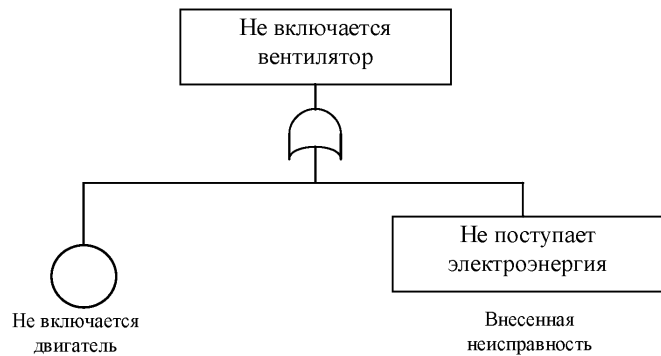 Не включается
вентилятор
Не поступает
электроэнергия
Не включается
двигатель
Внесенная
неисправность